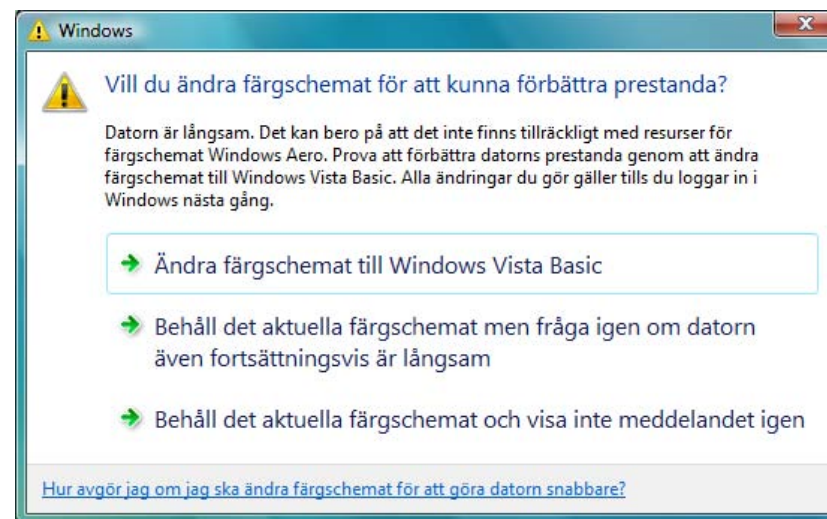 Windows
Vill du ändra färgschemat för att kunna förbättra prestanda?
Datorn är långsam. Det kan bero på att det inte finns tillräckligt med resurser för
färgschemat Windows Aero. Prova att förbättra datorns prestanda genom att ändra
färgschemat till Windows Vista Basic. Alla ändringar du gör gäller tills du loggar in i
Windows nästa gång.
Ändra färgschemat till Windows Vista Basic
Behåll det aktuella färgschemat men fråga igen om datorn
även fortsättningsvis är långsam
Behåll det aktuella färgschemat och visa inte meddelandet igen
Hur avgör jag om jag ska ändra färgschemat för att göra datorn snabbare?